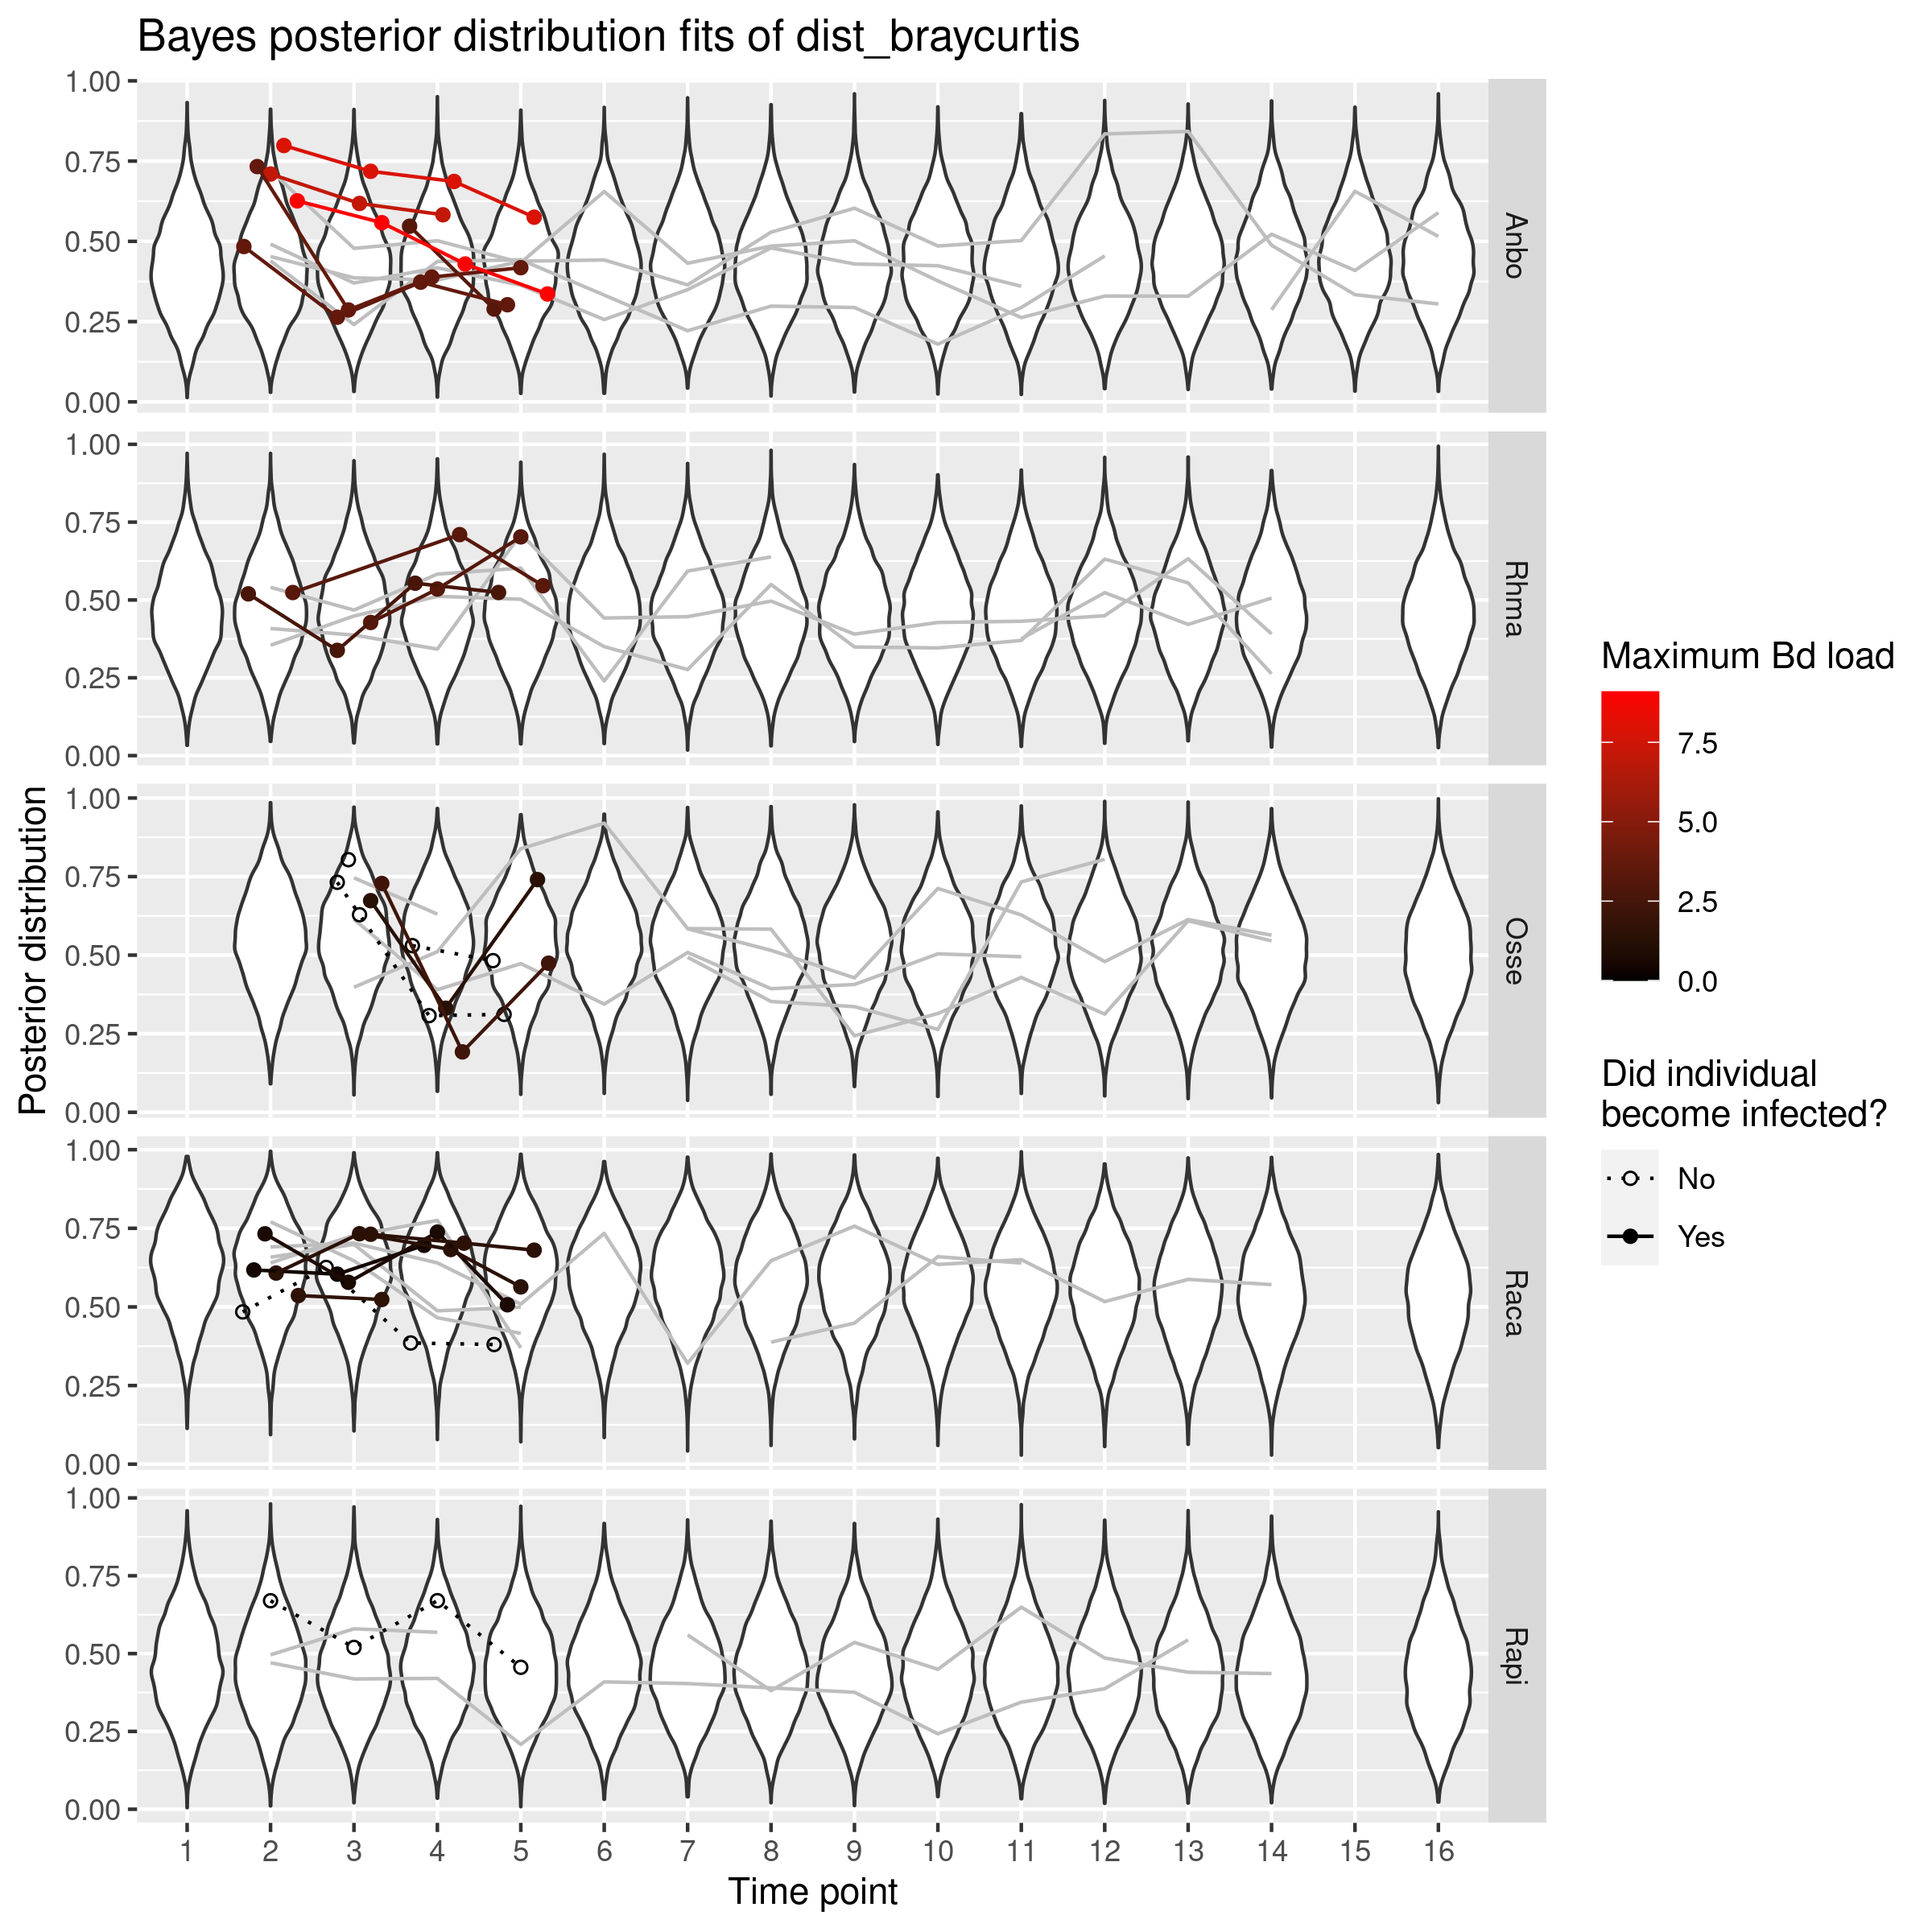 Bayes posterior distribution fits of dist_braycurtis
Posterior distribution
1.00
0.75
0.50
0.25
0.00
Anbo
1.00
0.75
0.50
0.25
0.00
Rhma
1.00
0.75
0.50
0.25
0.00
Osse
1.00
0.75
0.50
0.25
0.00
Raca
1.00
0.75
0.50
0.25
0.00
Rapi
1 2 3 4 5 6 7 8 9 10 11 12 13 14 15 16
Time point
Maximum Bd load
7.5
5.0
2.5
0.0
Did individual
become infected?
No
Yes